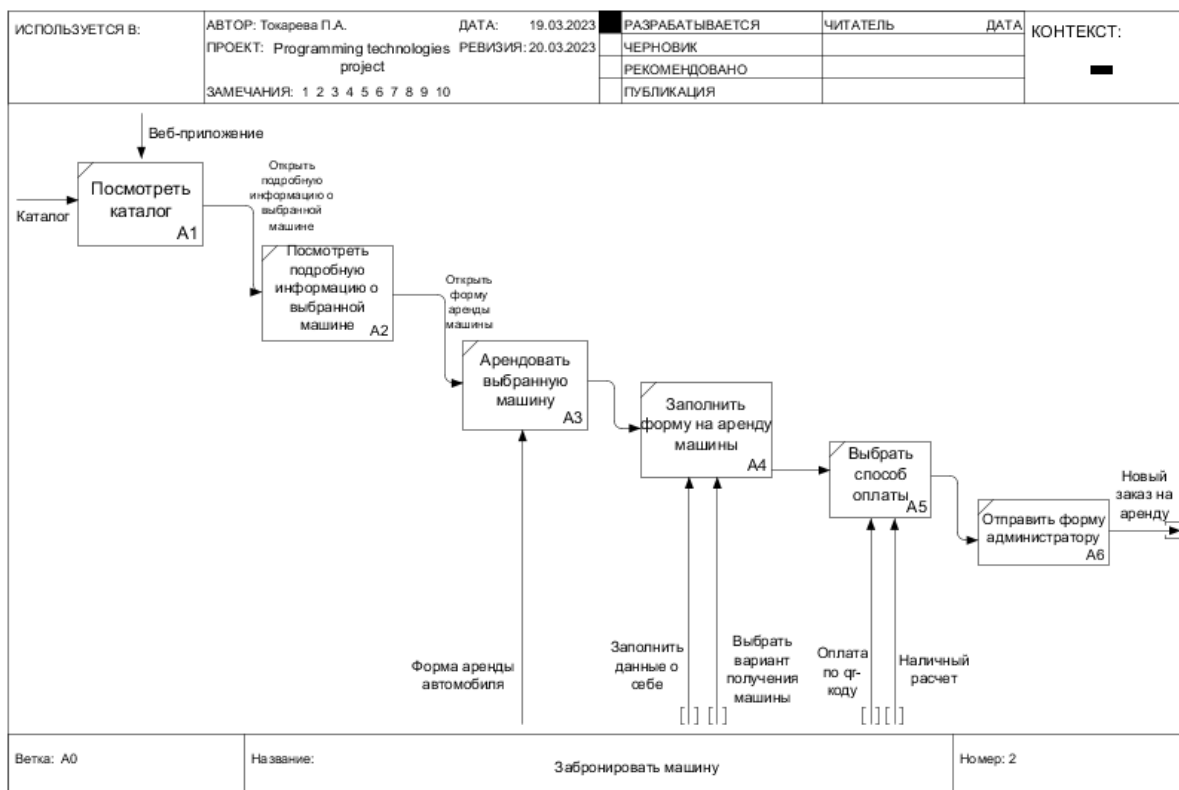 ИСПОЛЬЗУЕТСЯ В:
АВТОР: Токарева П.А.
ДАТА: 19.03.2023
ПРОЕКТ: Programming technologies
project
РЕВИЗИЯ: 20.03.2023
ЗАМЕЧАНИЯ: 1 2 3 4 5 6 7 8 9 10
РАЗРАБАТЫВАЕТСЯ
ЧЕРНОВИК
РЕКОМЕНДОВАНО
ПУБЛИКАЦИЯ
ЧИТАТЕЛЬ
ДАТА
КОНТЕКСТ:
Веб-приложение
Каталог
Посмотреть
каталог
A1
Открыть
подробную
информацию о
выбранной
машине
Посмотреть
подробную
информацию о
выбранной
машине
A2
Открыть
форму
аренды
машины
Арендовать
выбранную
машину
A3
Заполнить
форму на аренду
машины
A4
Выбрать
способ
оплаты
A5
Отправить форму
администратору
A6
Новый
заказ на
аренду
Форма аренды
автомобиля
Заполнить
данные о
себе
Выбрать
вариант
получения
машины
Оплата
по qr-
коду
Наличный
расчет
Ветка: A0
Название:
Забронировать машину
Номер: 2